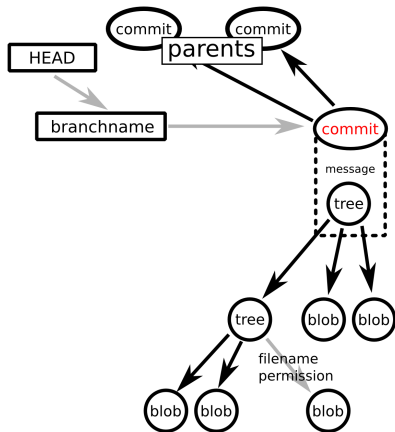 commit
commit
parents
HEAD
branchname
commit
message
tree
tree
blob
blob
filename
permission
blob
blob
blob